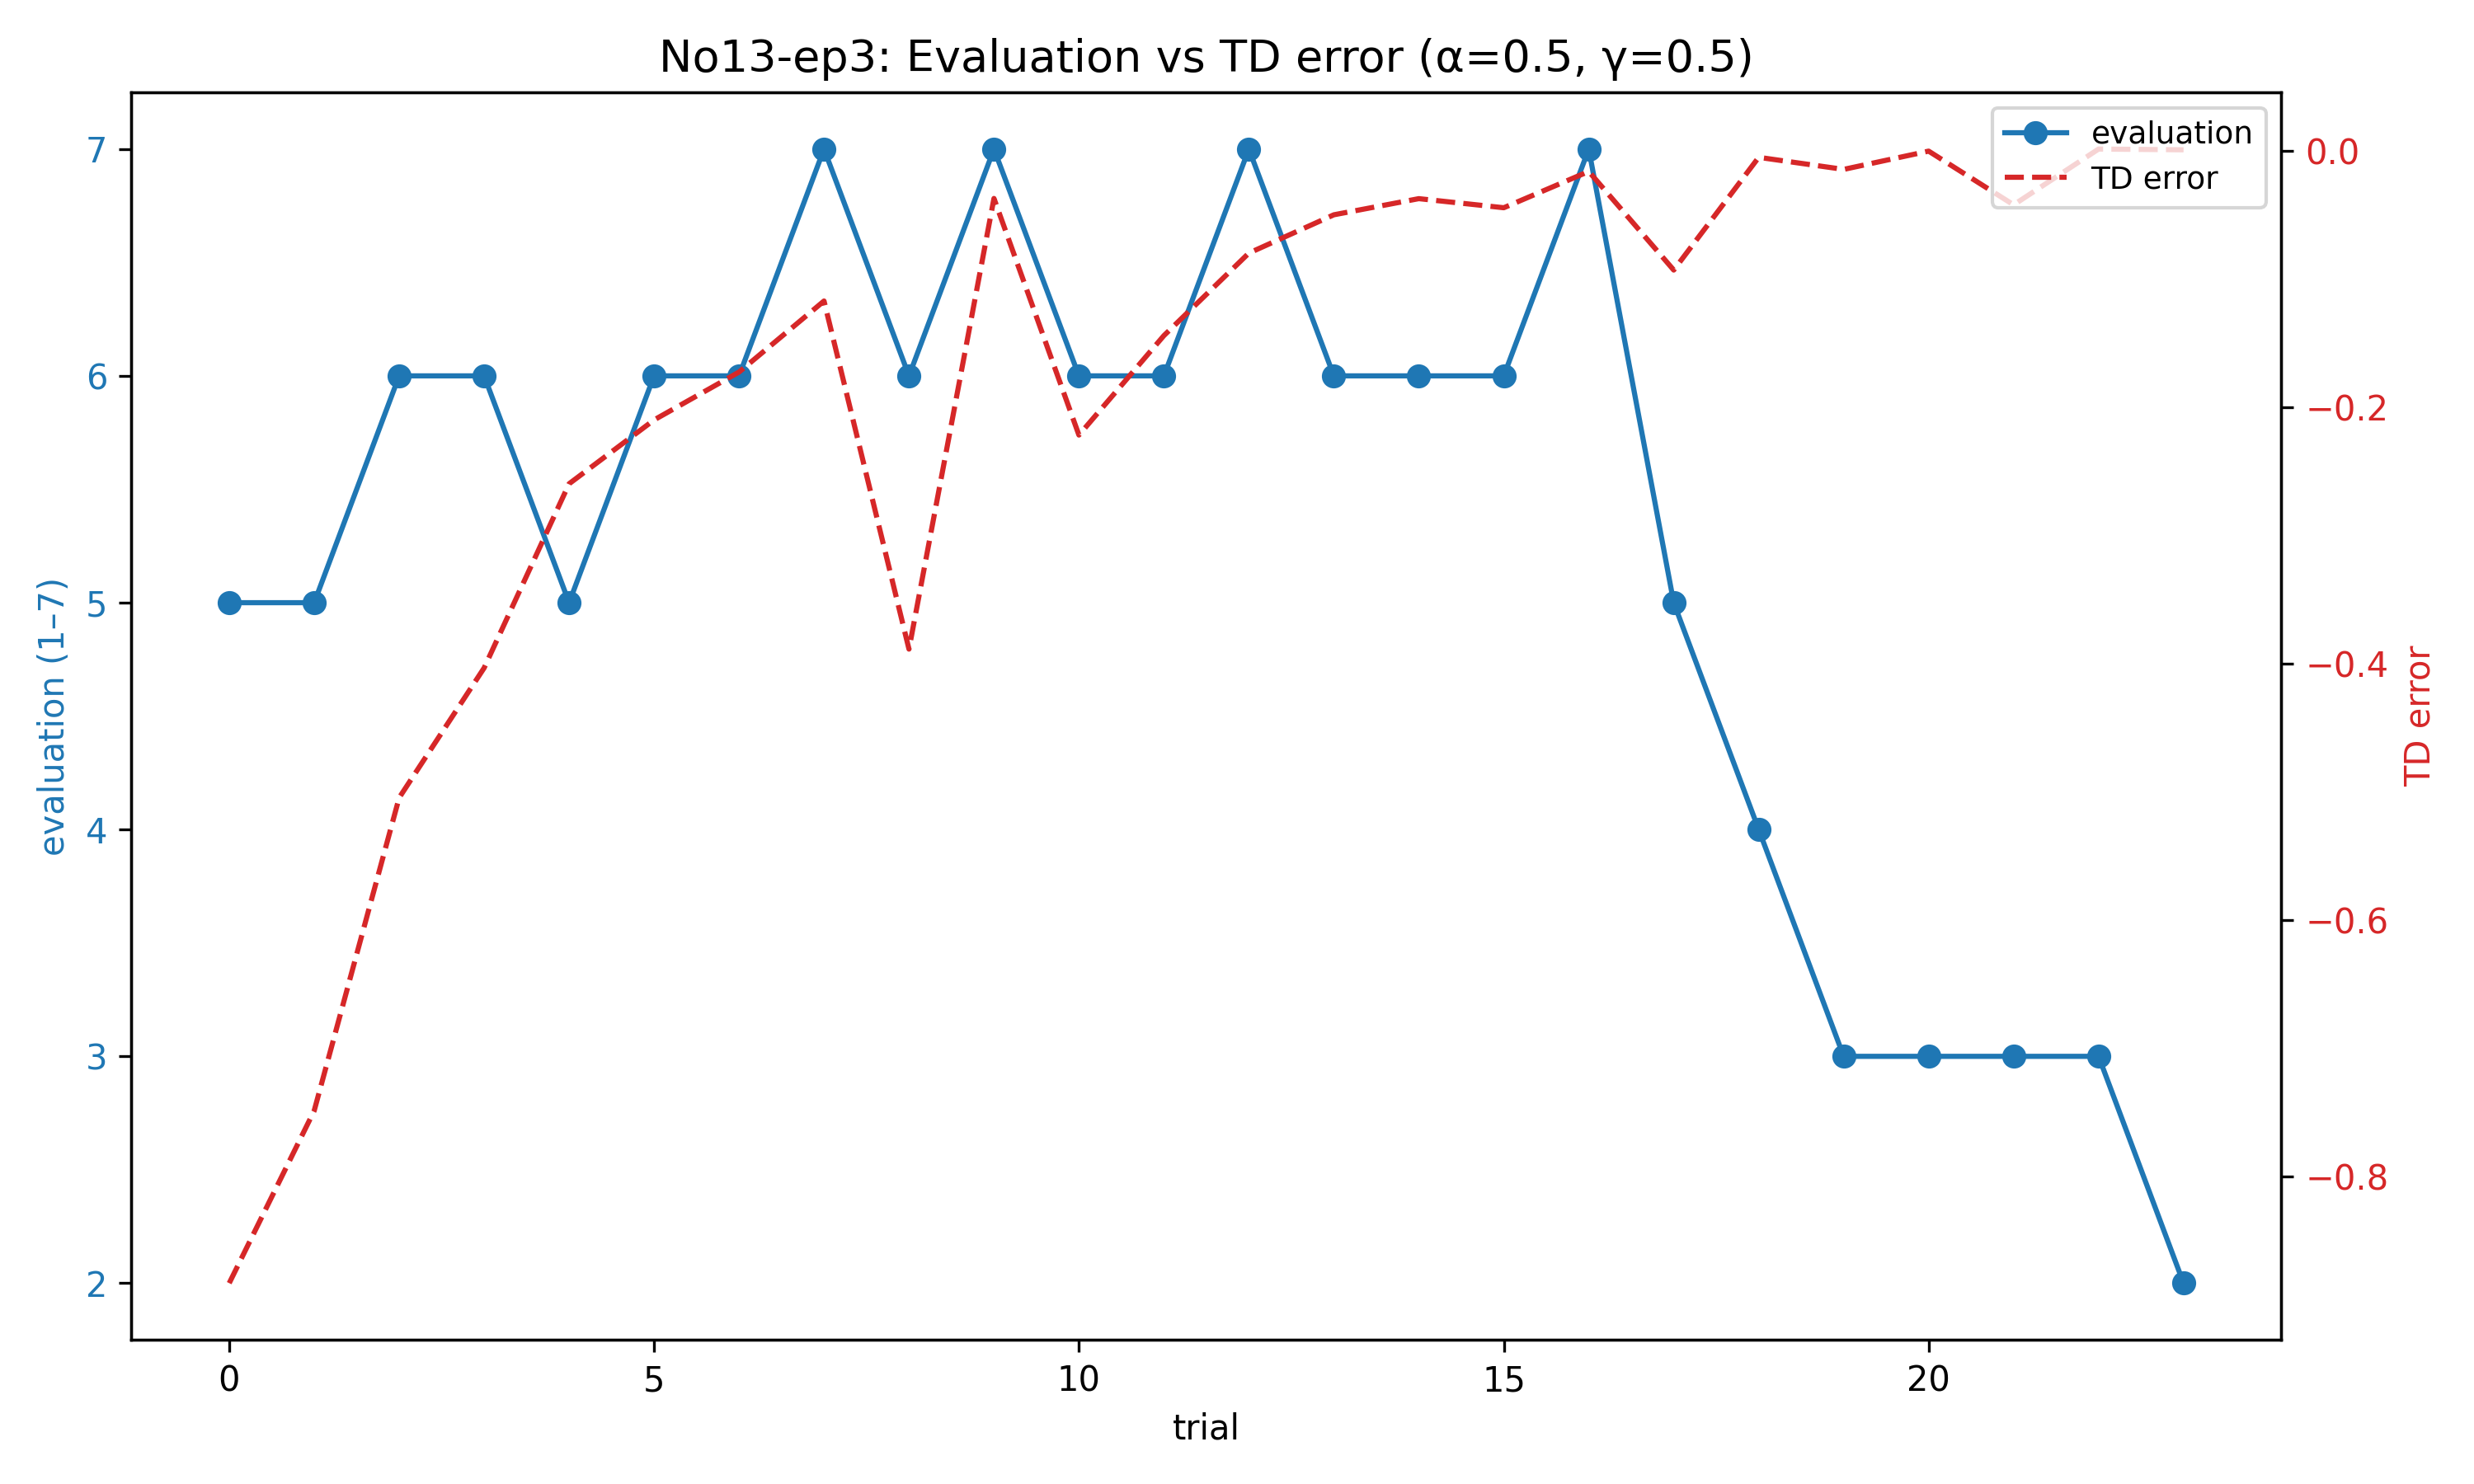 No13-ep3: Evaluation vs TD error (α=0.5, γ=0.5)
evaluation
TD error
7
6
5
4
3
2
evaluation (1–7)
0.0
−0.2
−0.4
−0.6
−0.8
TD error
0 5 10 15 20
trial